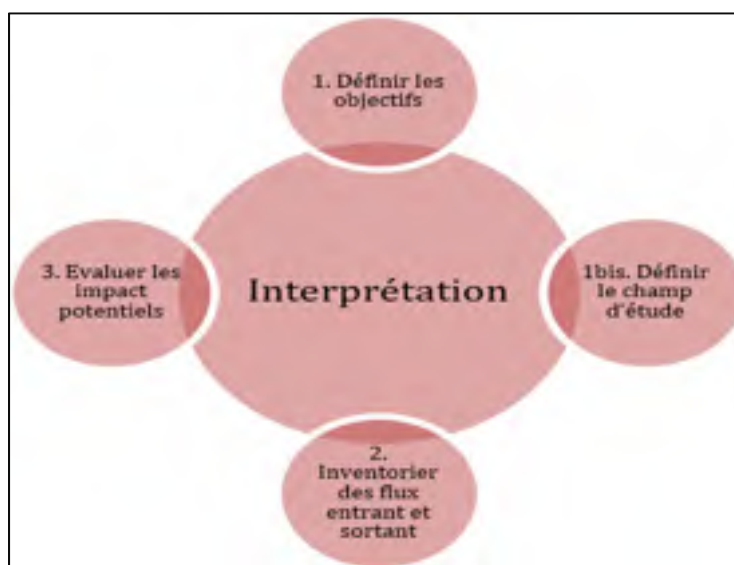 1. Définir les
objectifs
3. Evaluer les
impact
potentiels
Interprétation
1bis. Définir
le champ
d'étude
2.
Inventorier
des flux
entrant et
sortant